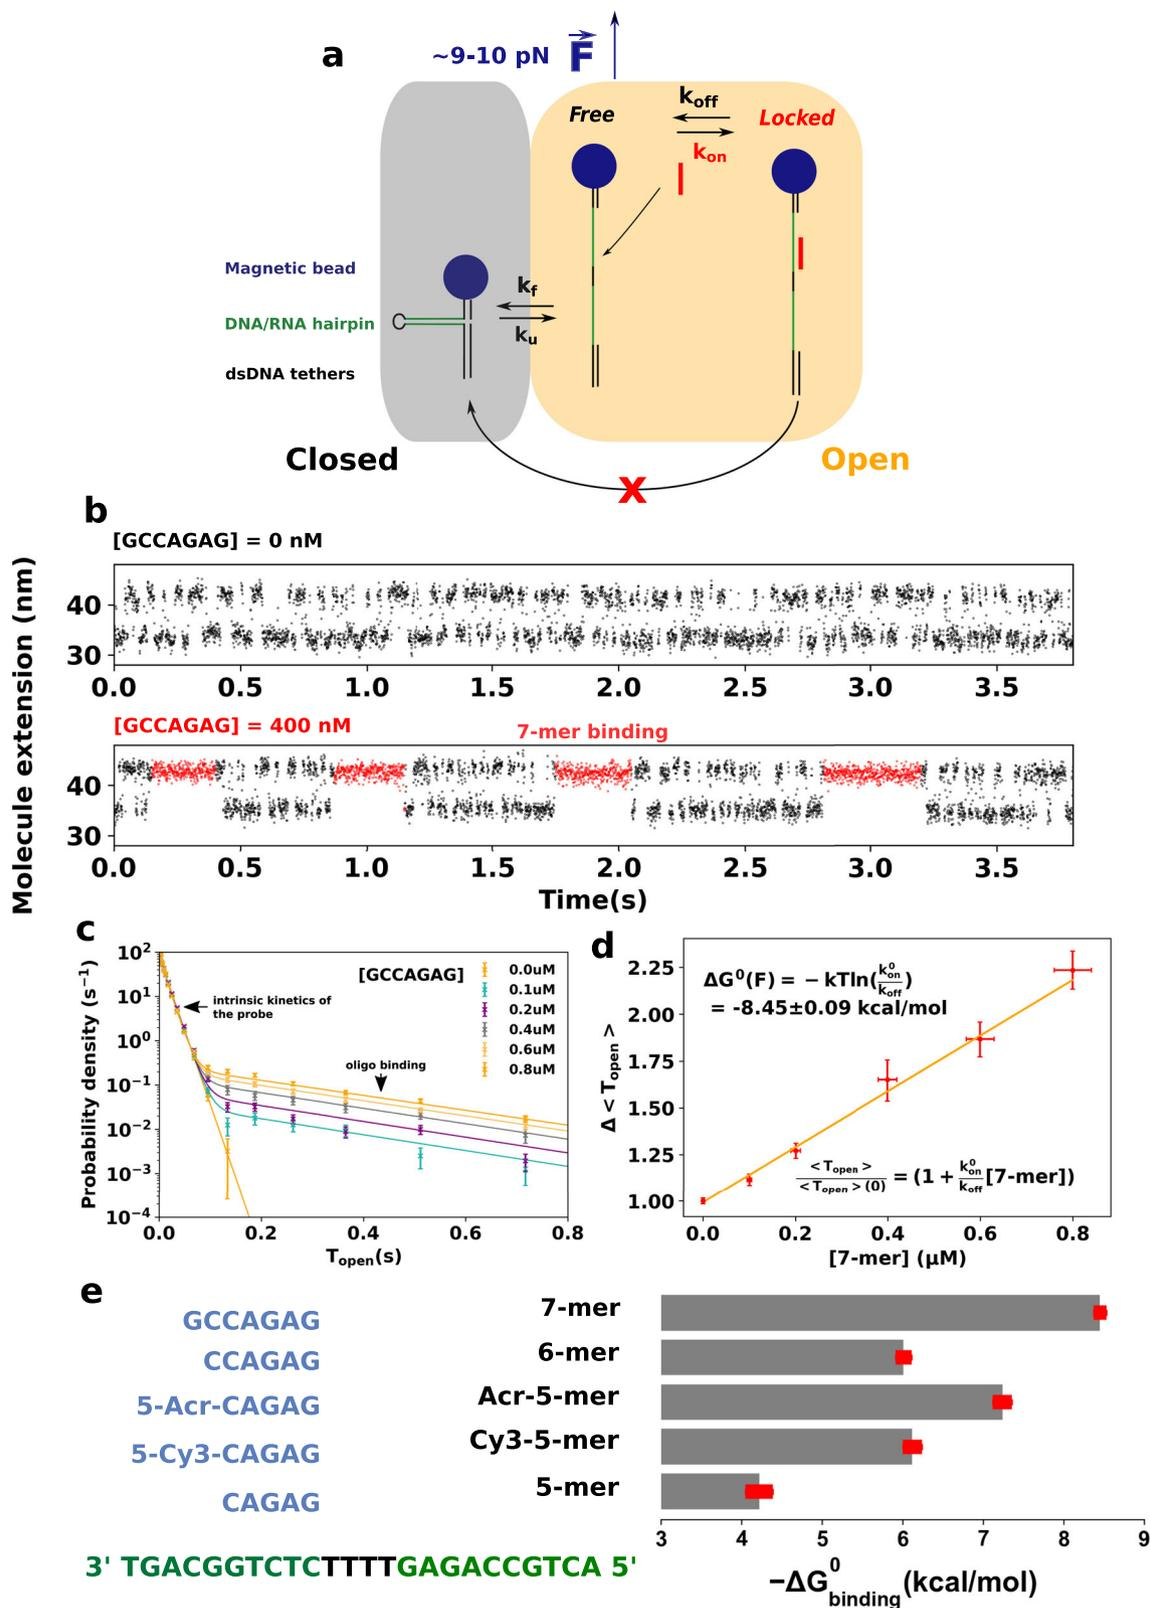 a
~9-10 pN F
Free
koff
Locked
kon
Magnetic bead
DNA/RNA hairpin
dsDNA tethers
kf
ku
Closed
Open
X
b
[GCCAGAG] = 0 nM
Molecule extension (nm)
40
30
0.0 0.5 1.0 1.5 2.0 2.5 3.0 3.5
[GCCAGAG] = 400 nM
7-mer binding
40
30
0.0 0.5 1.0 1.5 2.0 2.5 3.0 3.5
Time(s)
c
Probability density (s⁻¹)
10²
10¹
10⁰
10⁻¹
10⁻²
10⁻³
10⁻⁴
[GCCAGAG]
0.0uM
0.1uM
0.2uM
0.4uM
0.6uM
0.8uM
intrinsic kinetics of
the probe
oligo binding
0.0 0.2 0.4 0.6 0.8
Topen(s)
d
Δ < Topen >
2.25
2.00
1.75
1.50
1.25
1.00
ΔG⁰(F) = − kTln(k⁰on/koff)
= -8.45±0.09 kcal/mol
< Topen > / < Topen > (0) = (1 + k⁰on/koff [7-mer])
0.0 0.2 0.4 0.6 0.8
[7-mer] (μM)
e
GCCAGAG 7-mer
CCAGAG 6-mer
5-Acr-CAGAG Acr-5-mer
5-Cy3-CAGAG Cy3-5-mer
CAGAG 5-mer
3 4 5 6 7 8 9
3' TGACGGTCTCTTTTGAGACCGTCA 5'
−ΔG⁰binding (kcal/mol)